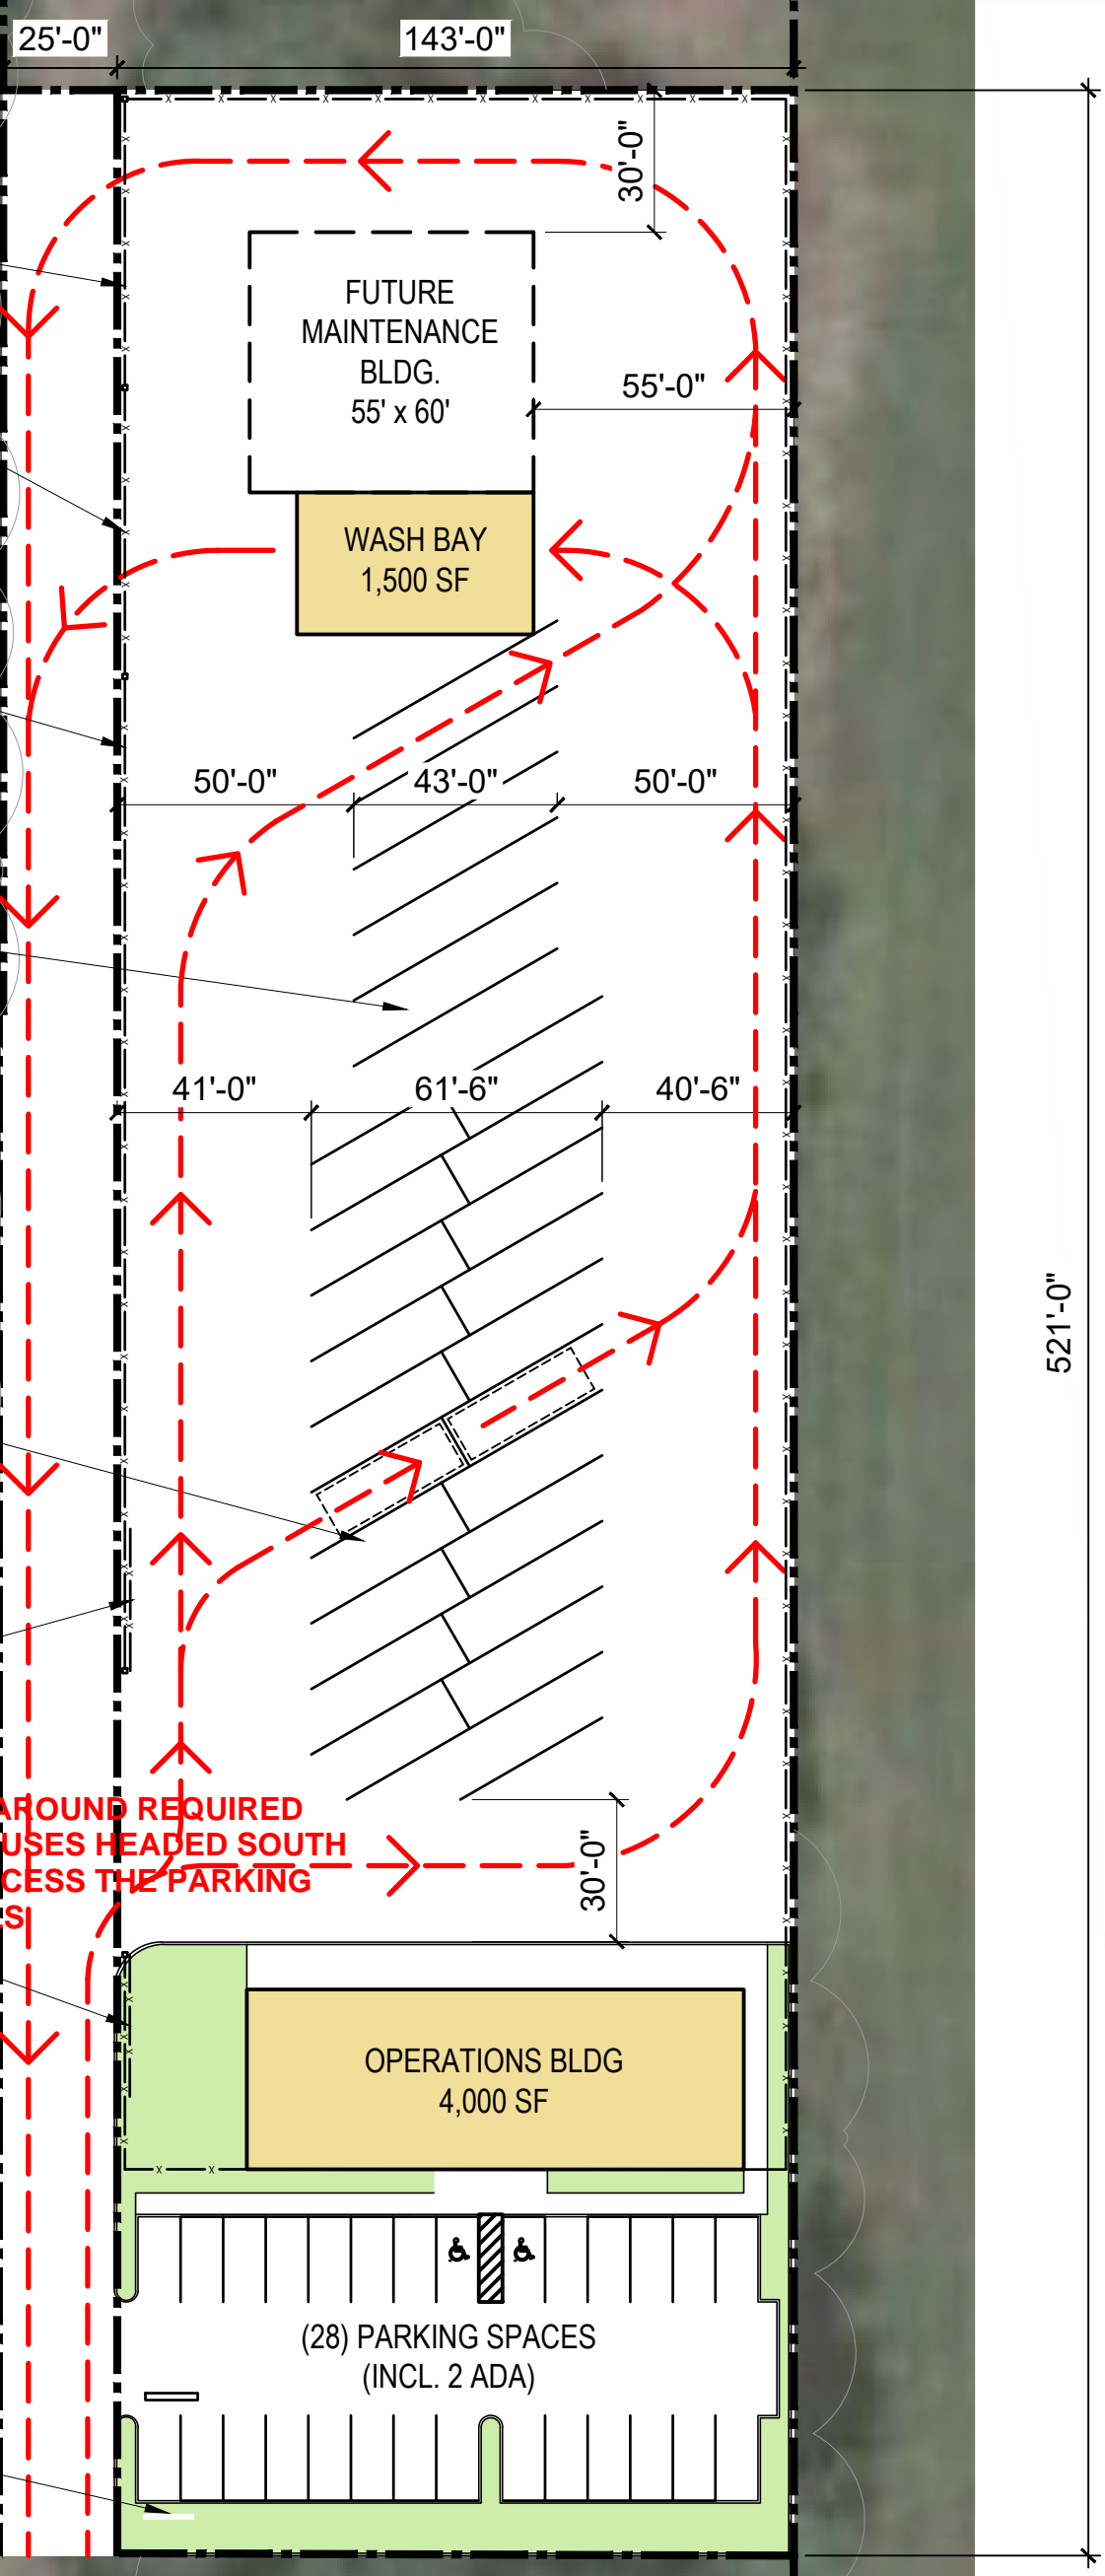 25'-0"
143'-0"
30'-0"
FUTURE
MAINTENANCE
BLDG.
55' x 60'
55'-0"
WASH BAY
1,500 SF
50'-0"
43'-0"
50'-0"
41'-0"
61'-6"
40'-6"
521'-0"
AROUND REQUIRED
USES HEADED SOUTH
CESS THE PARKING
S
30'-0"
OPERATIONS BLDG
4,000 SF
(28) PARKING SPACES
(INCL. 2 ADA)